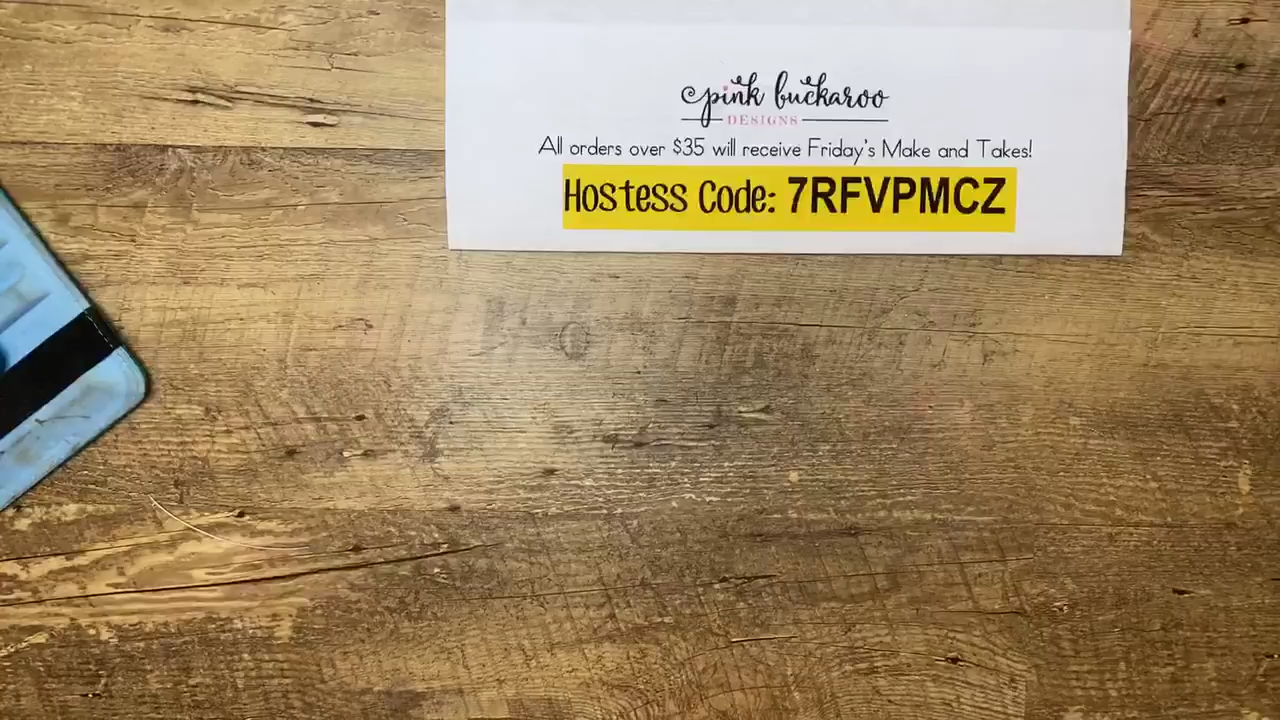 pink buckaroo
DESIGNS
All orders over $35 will receive Friday's Make and Takes!
Hostess Code: 7RFVPMCZ